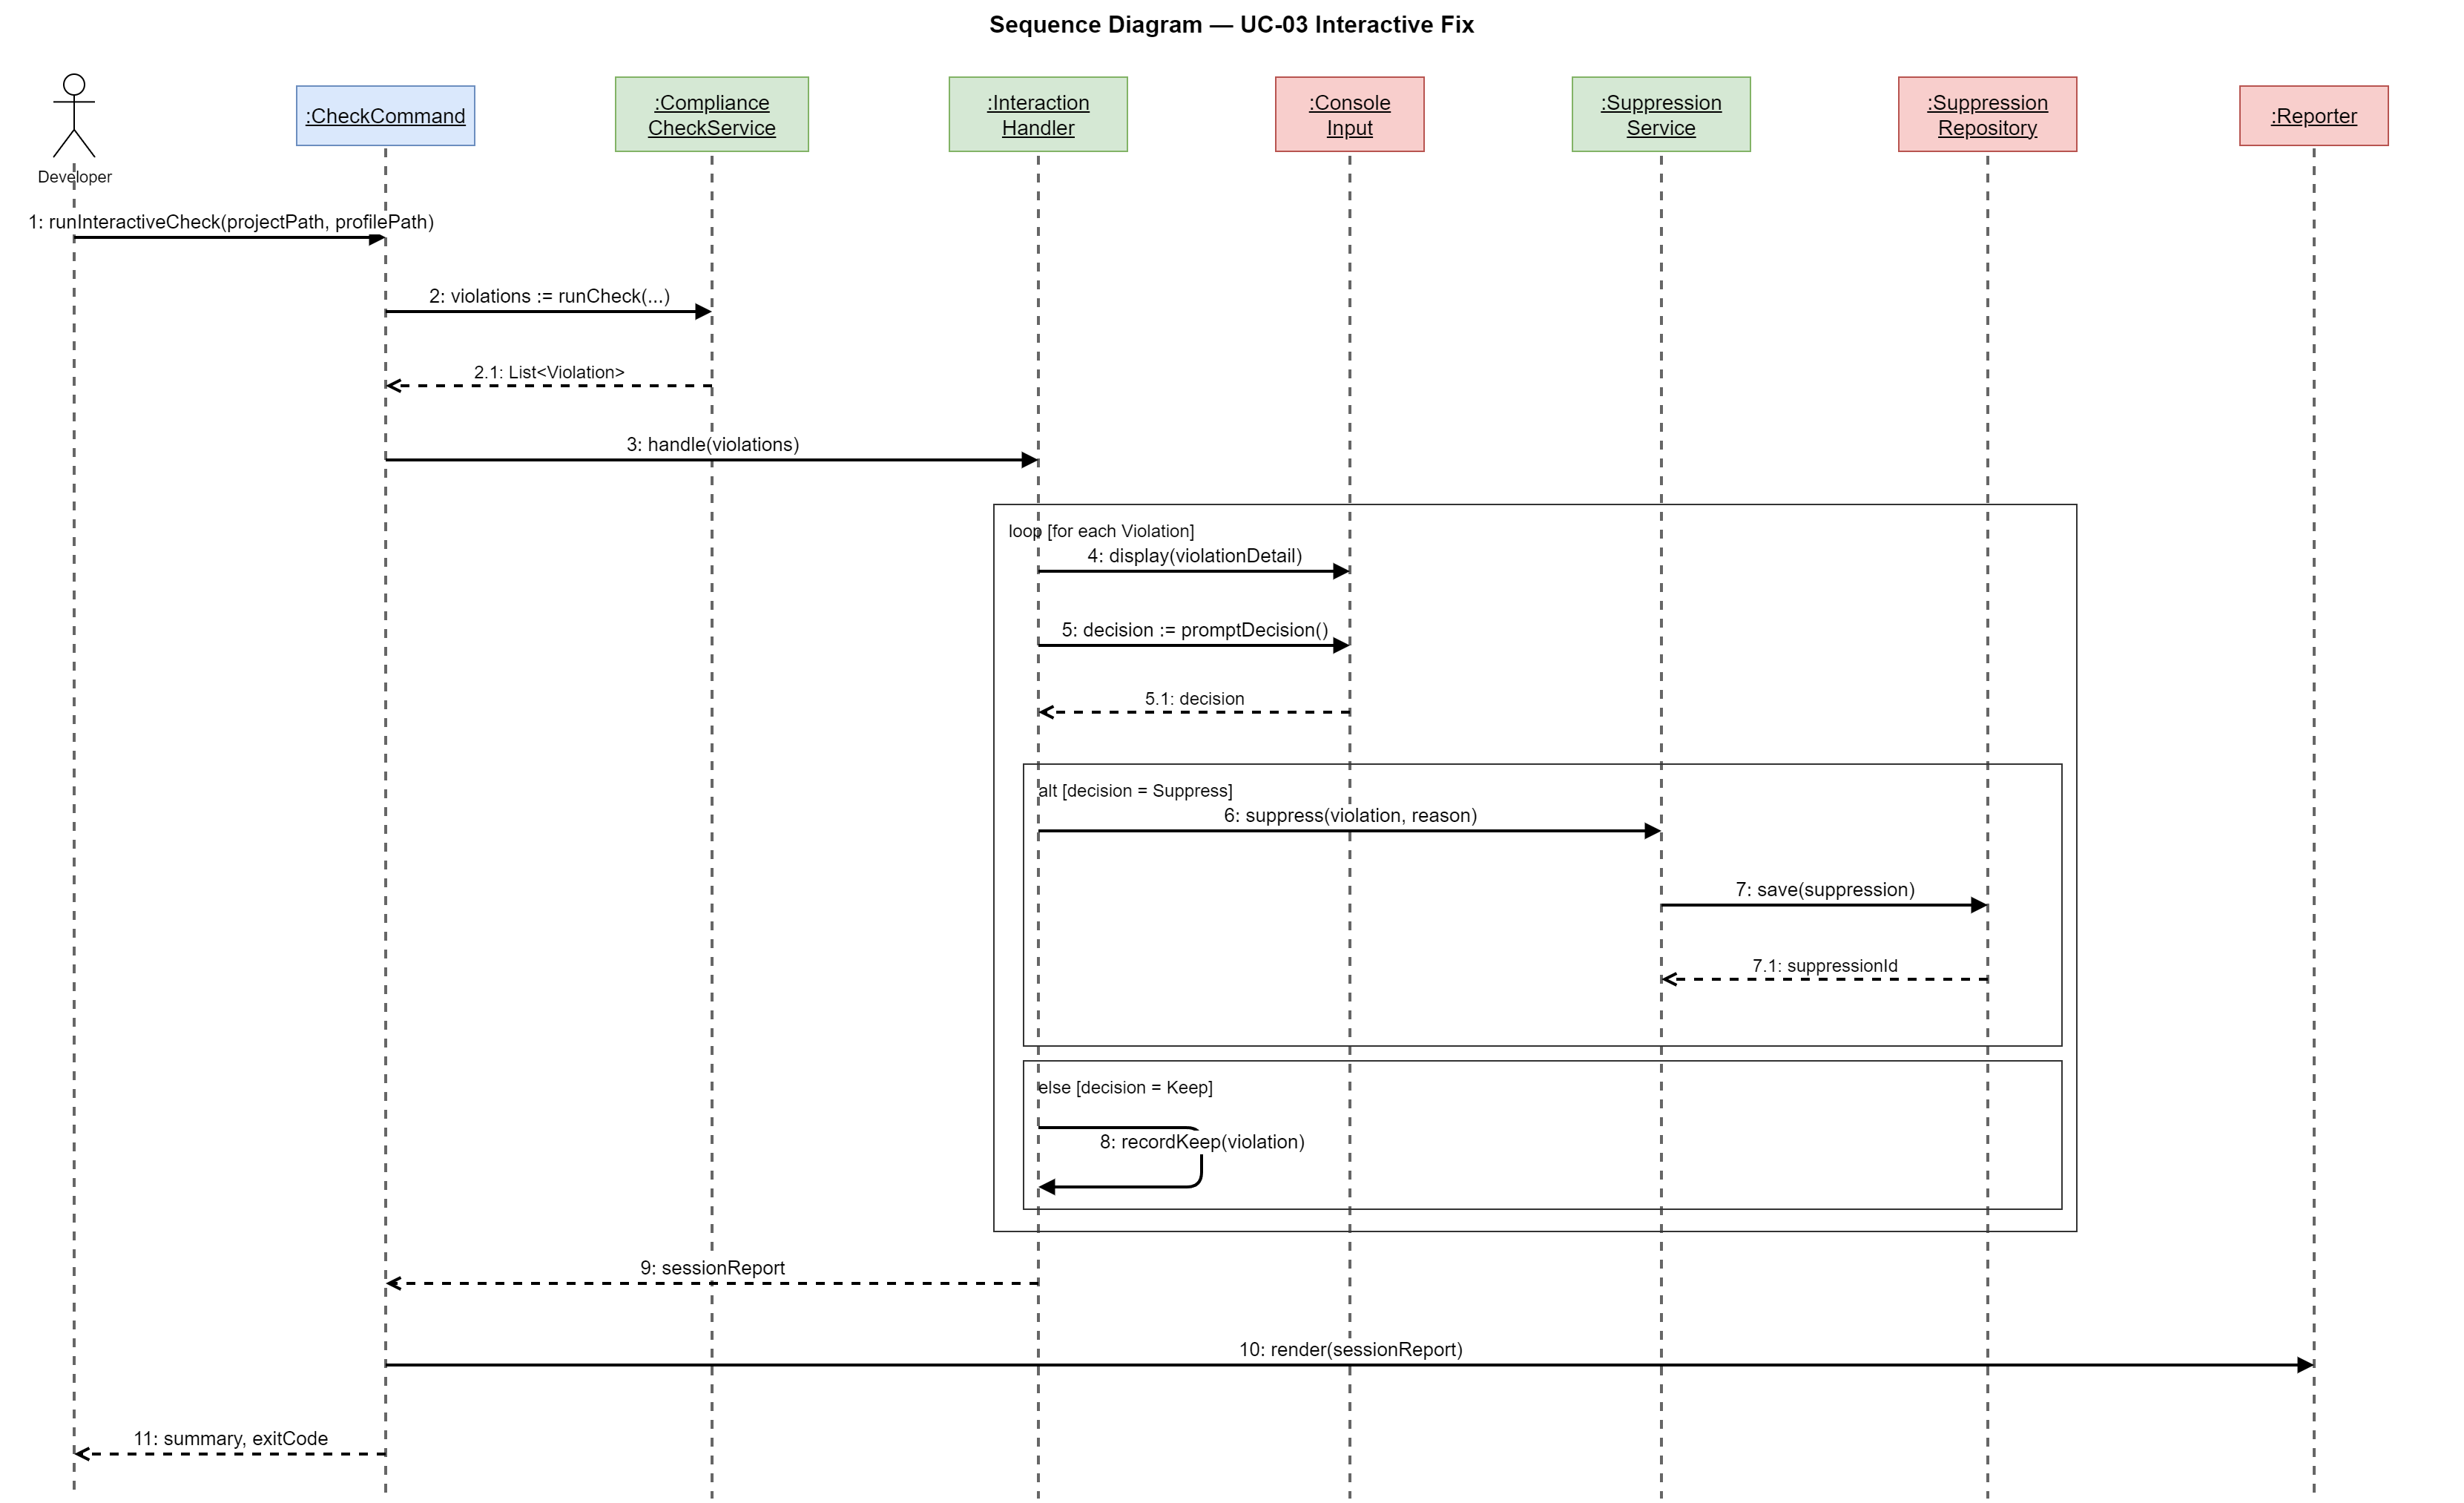 Sequence Diagram — UC-03 Interactive Fix
Developer
:CheckCommand
:Compliance
CheckService
:Interaction
Handler
:Console
Input
:Suppression
Service
:Suppression
Repository
:Reporter
1: runInteractiveCheck(projectPath, profilePath)
2: violations := runCheck(...)
2.1: List<Violation>
3: handle(violations)
loop [for each Violation]
4: display(violationDetail)
5: decision := promptDecision()
5.1: decision
alt [decision = Suppress]
6: suppress(violation, reason)
7: save(suppression)
7.1: suppressionId
else [decision = Keep]
8: recordKeep(violation)
9: sessionReport
10: render(sessionReport)
11: summary, exitCode